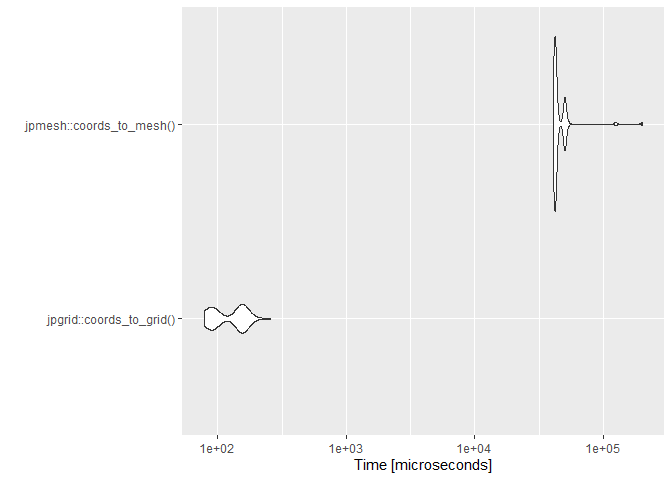 jpmesh::coords_to_mesh()
jpgrid::coords_to_grid()
1e+02 1e+03 1e+04 1e+05
Time [microseconds]